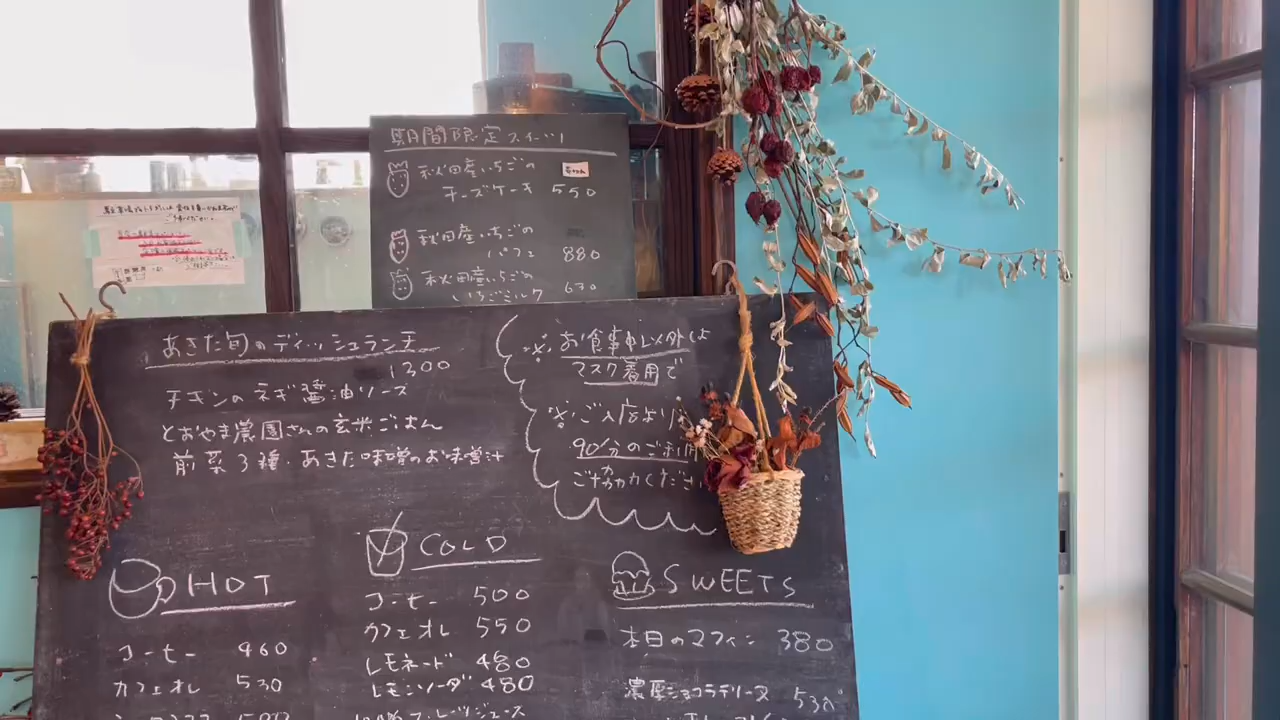 期間限定スイーツ
秋田産いちごの
チーズケーキ 550
秋田産いちごの
パフェ 880
秋田産いちごの
いちごミルク 670
あきた旬のディッシュランチ
1300
チキンのネギ醤油ソース
とおやま農園さんの玄米ごはん
前菜3種・あきた味噌のお味噌汁
※お食事中以外は
マスク着用で
※ご入店より
90分のご利用
ご協力くださ
HOT
コーヒー 460
カフェオレ 530
COLD
コーヒー 500
カフェオレ 550
レモネード 480
レモンソーダ 480
SWEETS
本日のマフィン 380
濃厚ショコラテリーヌ 530